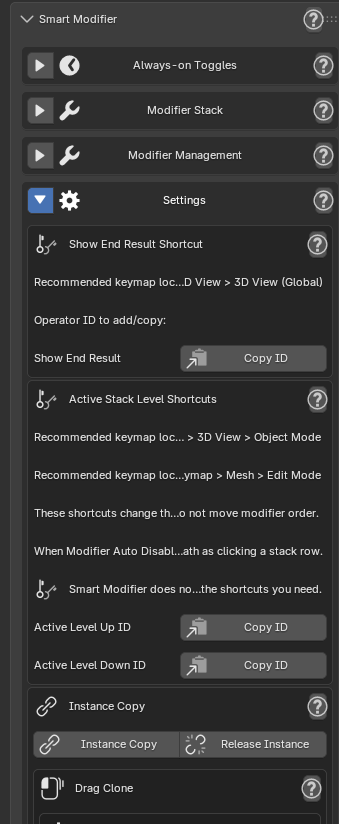 Smart Modifier
Always-on Toggles
Modifier Stack
Modifier Management
Settings
Show End Result Shortcut
Recommended keymap loc...D View > 3D View (Global)
Operator ID to add/copy:
Show End Result Copy ID
Active Stack Level Shortcuts
Recommended keymap loc... > 3D View > Object Mode
Recommended keymap loc...ymap > Mesh > Edit Mode
These shortcuts change th...o not move modifier order.
When Modifier Auto Disabl...ath as clicking a stack row.
Smart Modifier does no...the shortcuts you need.
Active Level Up ID Copy ID
Active Level Down ID Copy ID
Instance Copy
Instance Copy Release Instance
Drag Clone